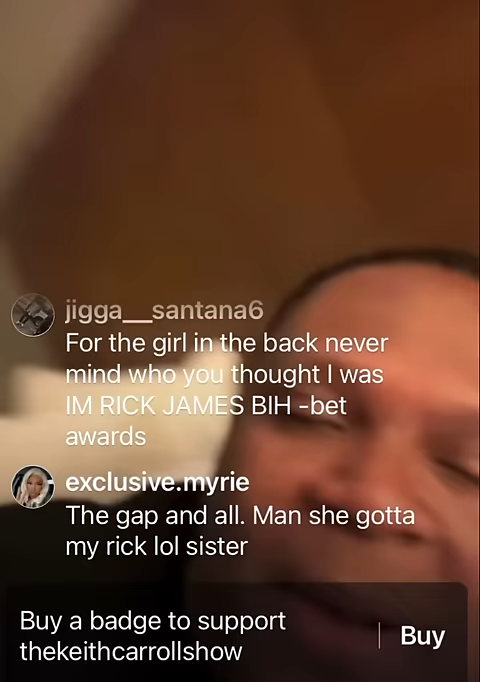 jigga__santana6
For the girl in the back never
mind who you thought I was
IM RICK JAMES BIH -bet
awards
exclusive.myrie
The gap and all. Man she gotta
my rick lol sister
Buy a badge to support
thekeithcarrollshow
Buy